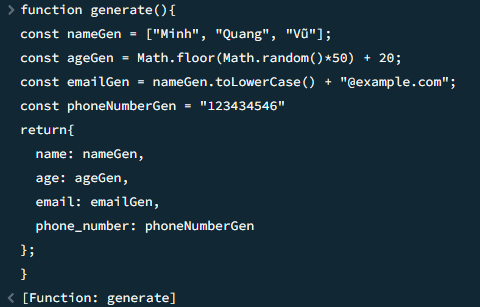 function generate(){
const nameGen = ["Minh", "Quang", "Vũ"];
const ageGen = Math.floor(Math.random()*50) + 20;
const emailGen = nameGen.toLowerCase() + "@example.com";
const phoneNumberGen = "123434546"
return{
name: nameGen,
age: ageGen,
email: emailGen,
phone_number: phoneNumberGen
};
}
[Function: generate]